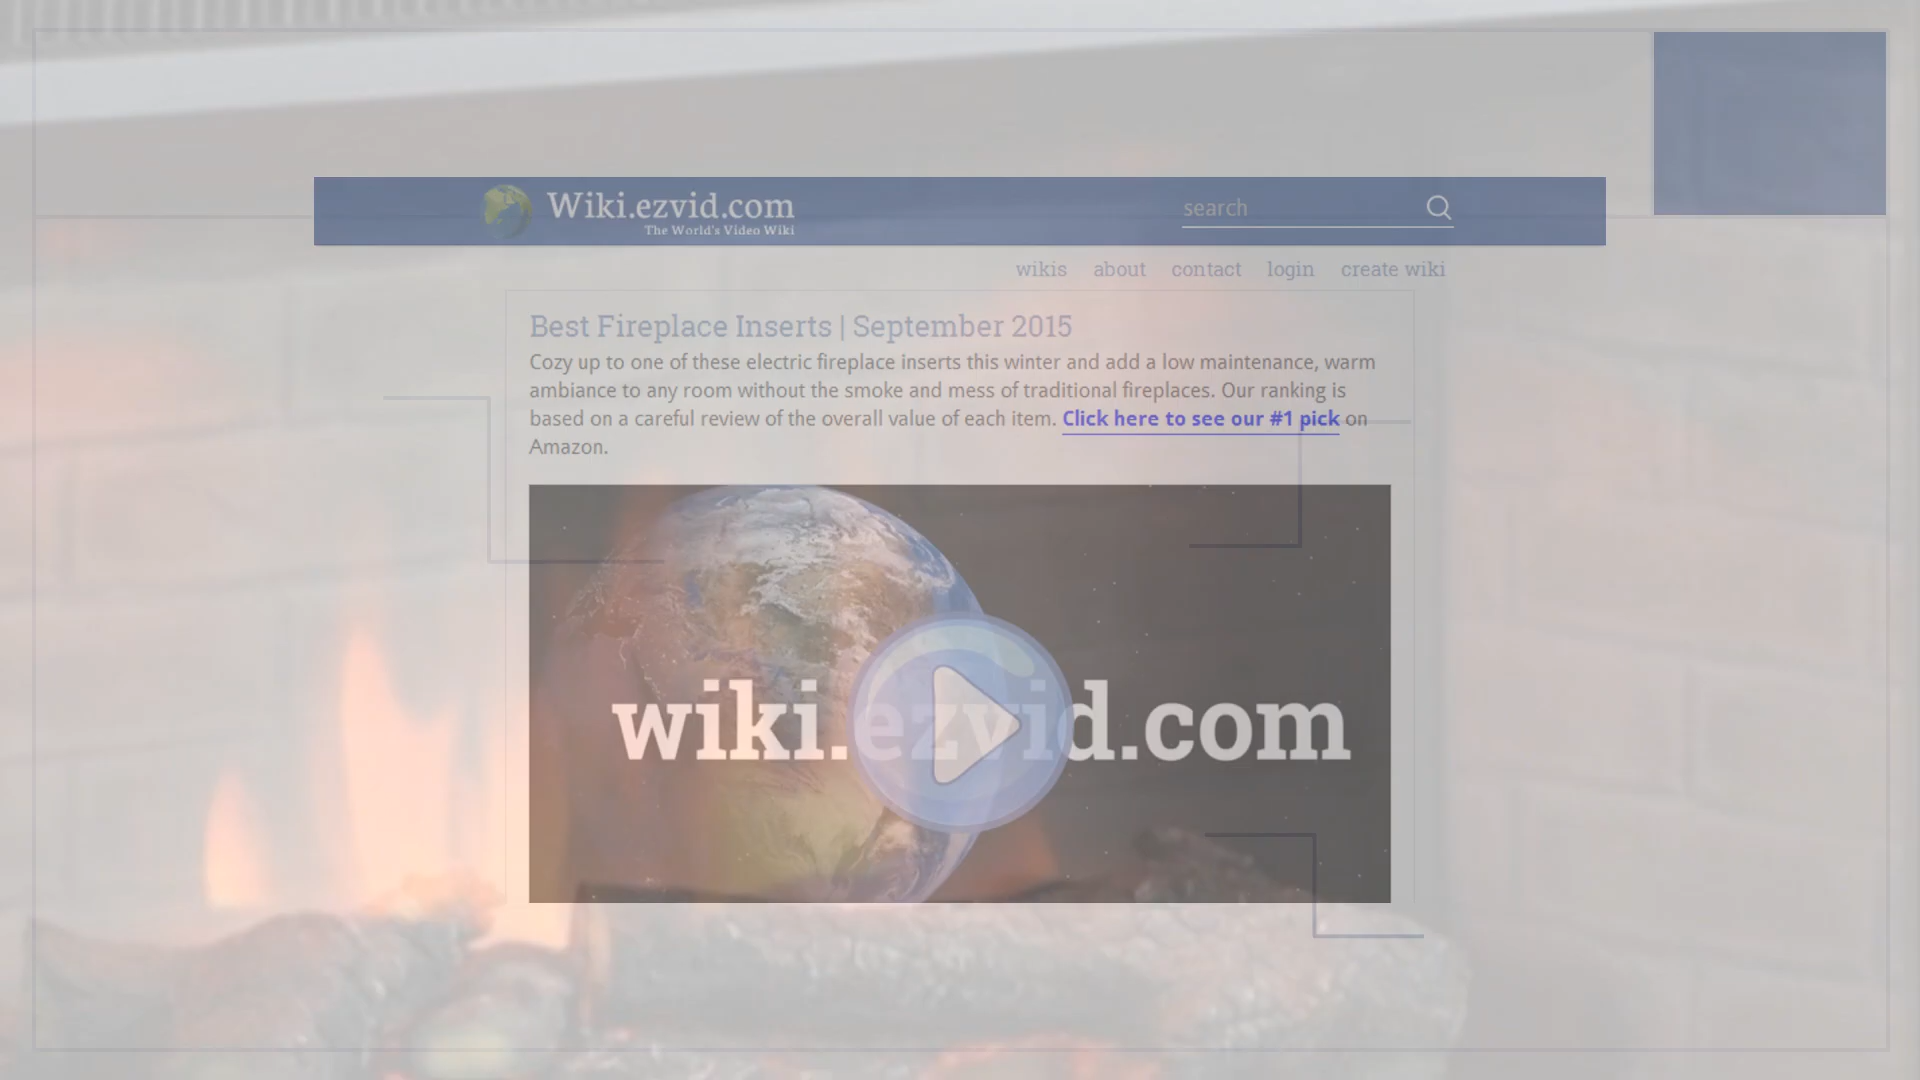 Wiki.ezvid.com
The World's Video Wiki
search
wikis about contact login create wiki
Best Fireplace Inserts | September 2015
Cozy up to one of these electric fireplace inserts this winter and add a low maintenance, warm
ambiance to any room without the smoke and mess of traditional fireplaces. Our ranking is
based on a careful review of the overall value of each item. Click here to see our #1 pick on
Amazon.
wiki.ezvid.com